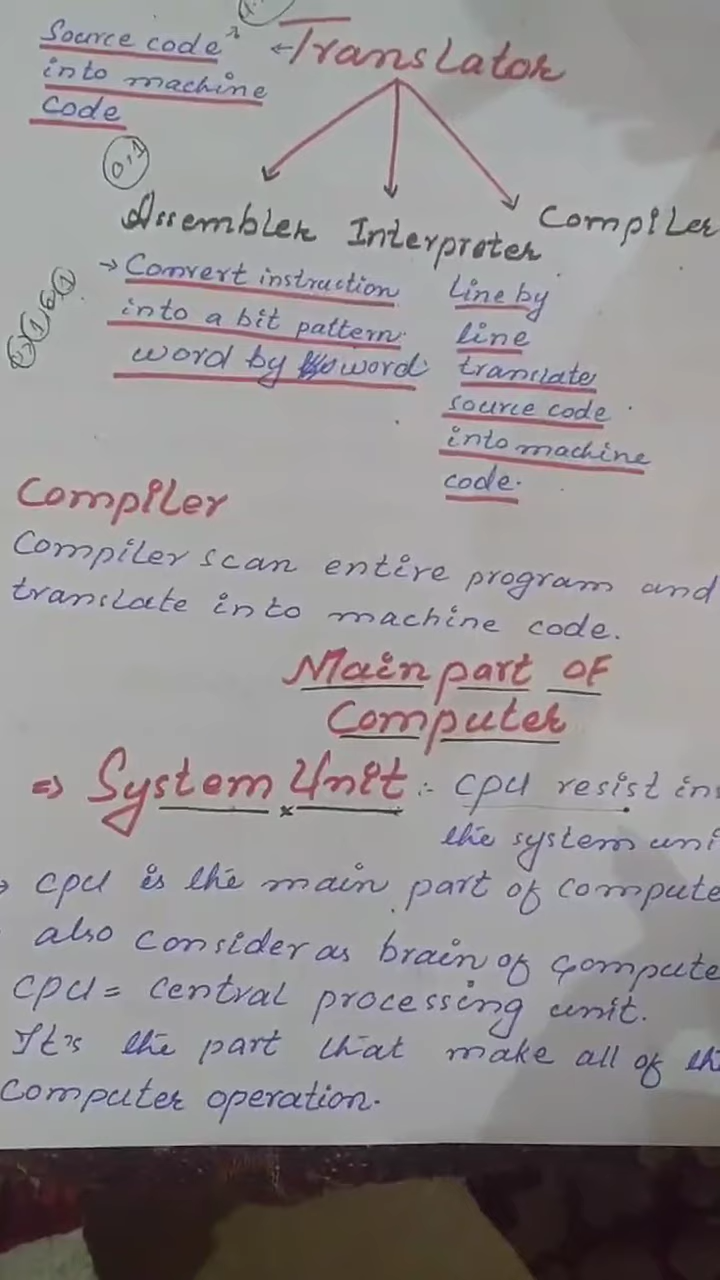 Source code ← Translator
into machine
code
0,1
Assembler Interpreter Compiler
→ Convert instruction
into a bit pattern
word by word.
Line by
line
translate
source code
into machine
code.
Compiler
Compiler scan entire program and
translate into machine code.
Main part of
Computer
⇒ System Unit :- CPU resist in
the system uni
CPU is the main part of compute
also consider as brain of compute
CPU = central processing unit.
It's the part that make all of th
computer operation.